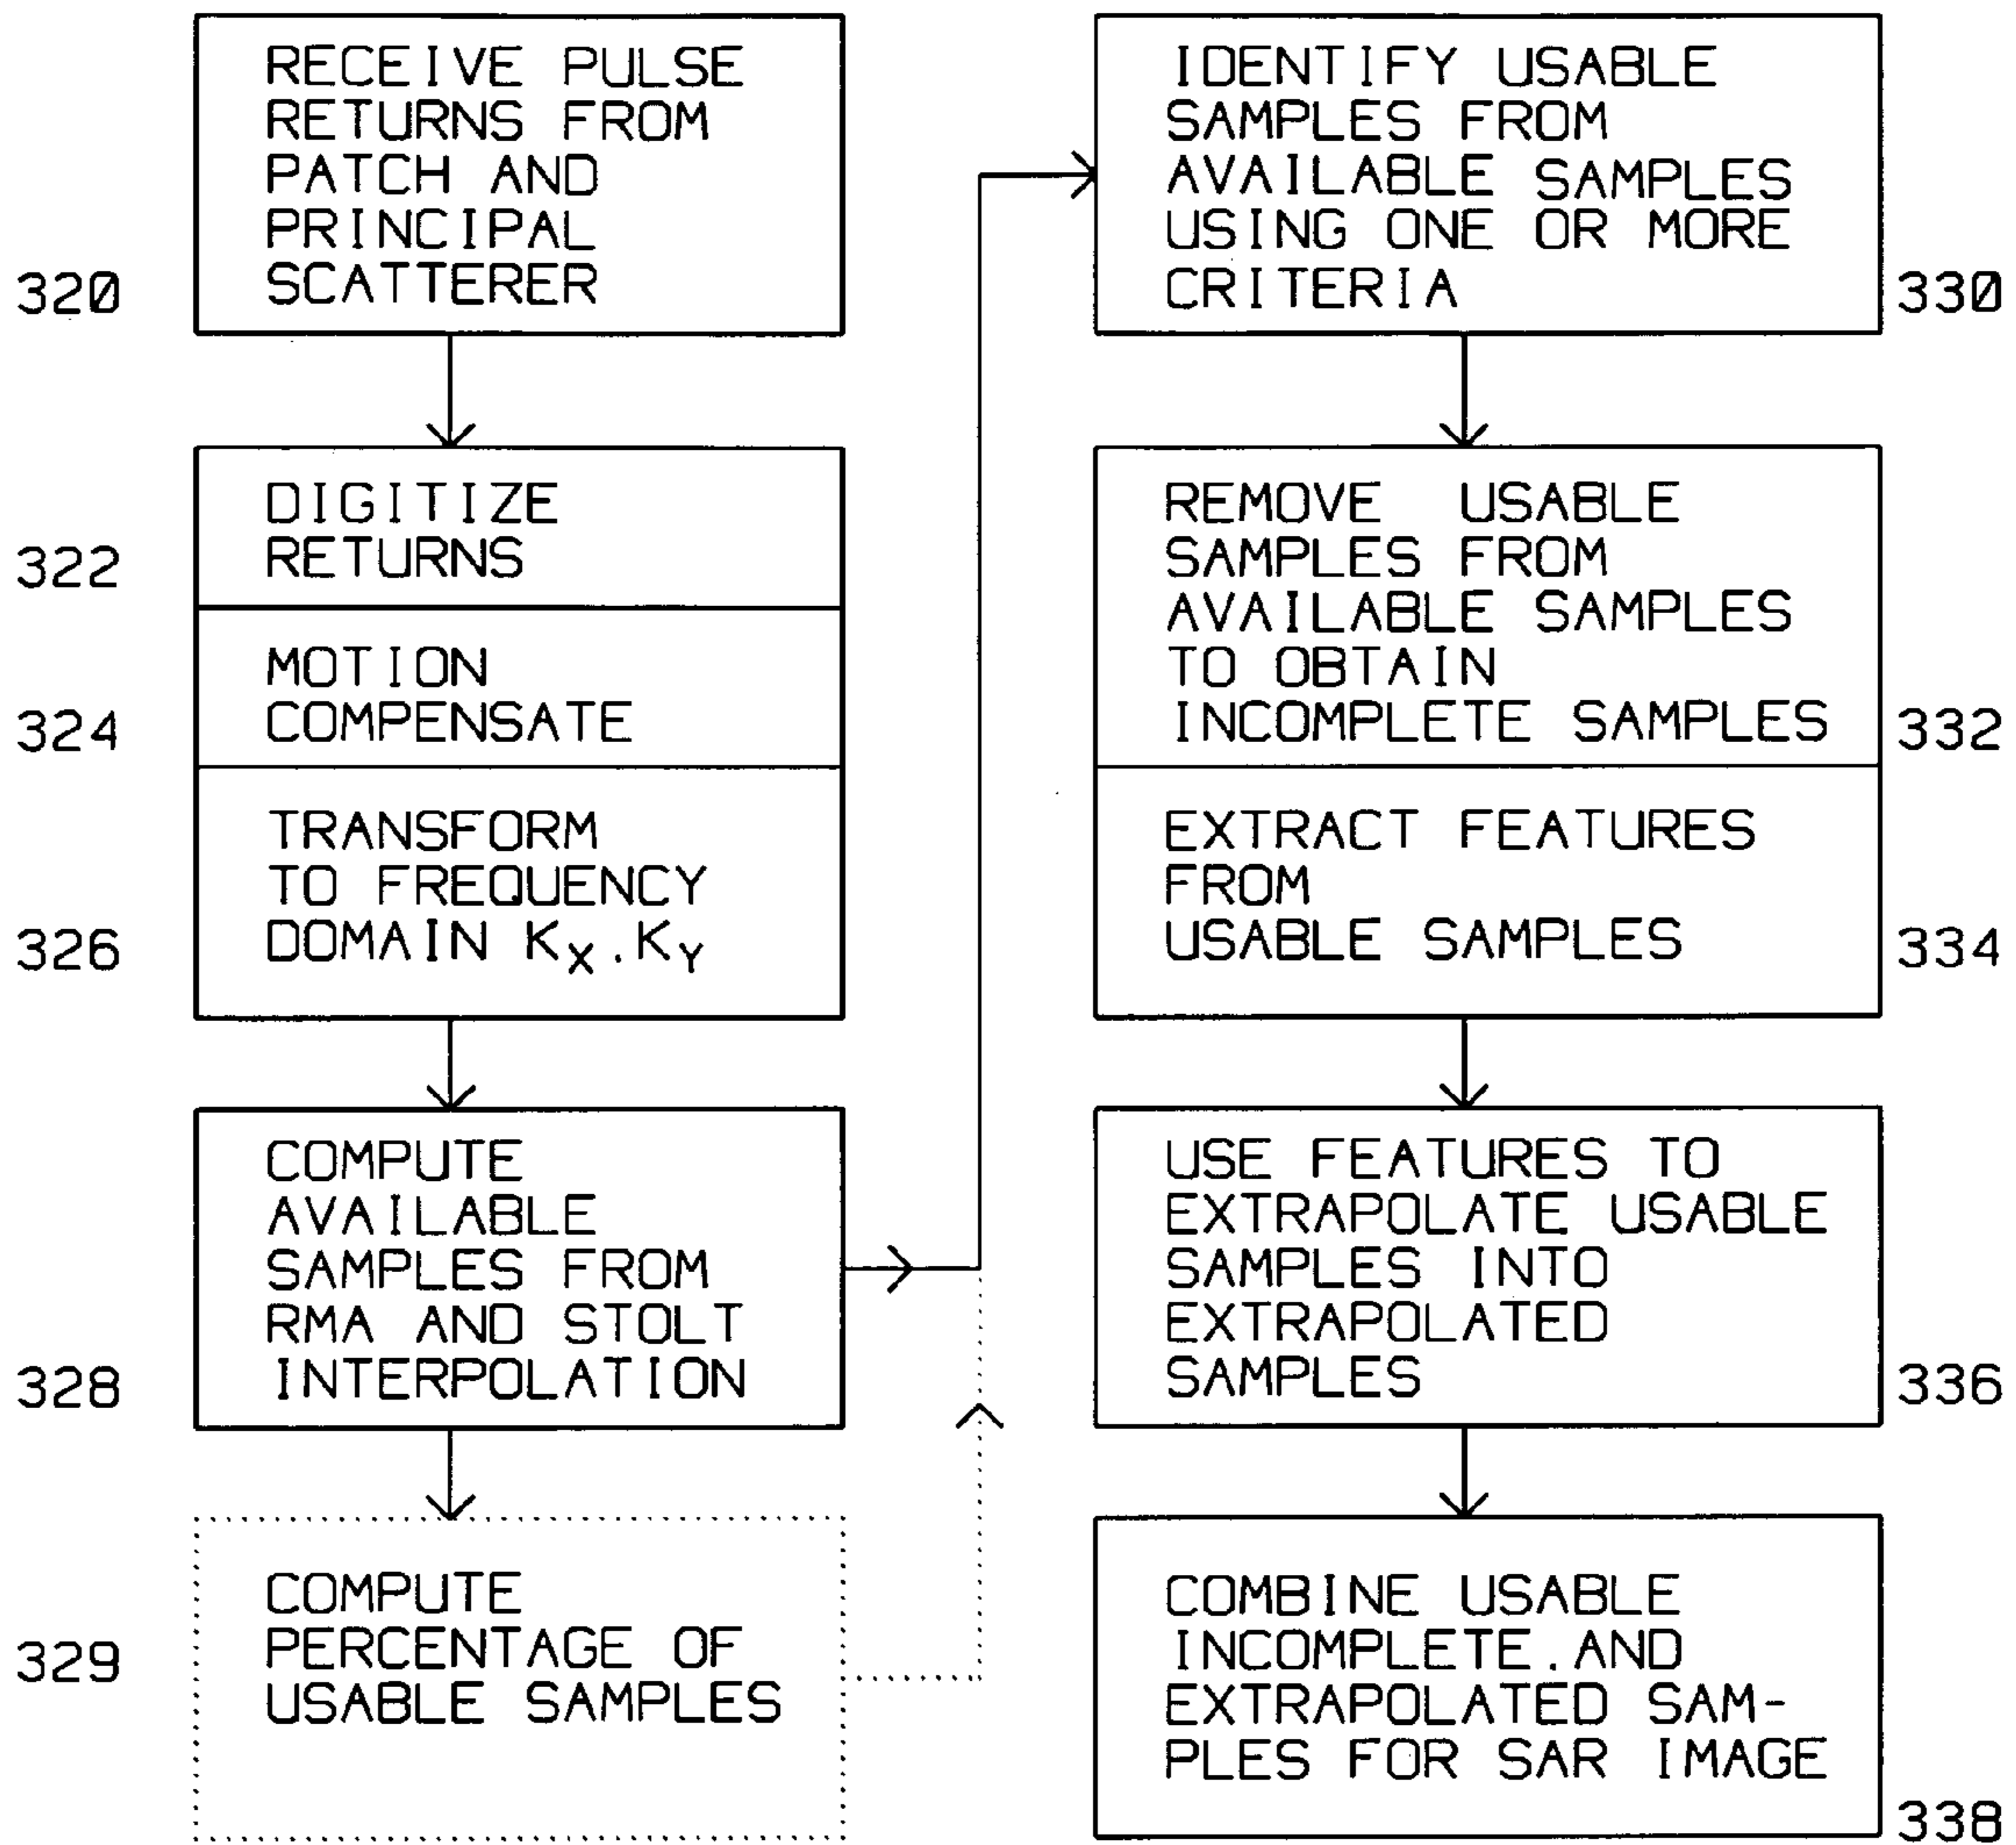 RECEIVE PULSE
RETURNS FROM
PATCH AND
PRINCIPAL
SCATTERER
320
DIGITIZE
RETURNS
322
MOTION
COMPENSATE
324
TRANSFORM
TO FREQUENCY
DOMAIN KX.KY
326
COMPUTE
AVAILABLE
SAMPLES FROM
RMA AND STOLT
INTERPOLATION
328
COMPUTE
PERCENTAGE OF
USABLE SAMPLES
329
IDENTIFY USABLE
SAMPLES FROM
AVAILABLE SAMPLES
USING ONE OR MORE
CRITERIA
330
REMOVE USABLE
SAMPLES FROM
AVAILABLE SAMPLES
TO OBTAIN
INCOMPLETE SAMPLES
332
EXTRACT FEATURES
FROM
USABLE SAMPLES
334
USE FEATURES TO
EXTRAPOLATE USABLE
SAMPLES INTO
EXTRAPOLATED
SAMPLES
336
COMBINE USABLE
INCOMPLETE.AND
EXTRAPOLATED SAM-
PLES FOR SAR IMAGE
338